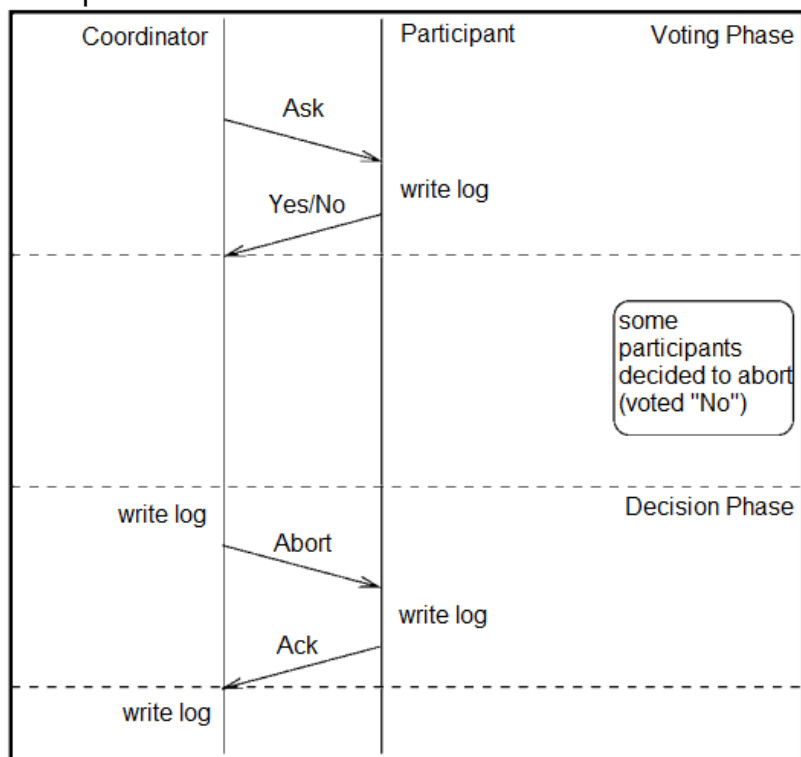 Coordinator
Participant
Voting Phase
Ask
write log
Yes/No
some
participants
decided to abort
(voted "No")
Decision Phase
write log
Abort
write log
Ack
write log